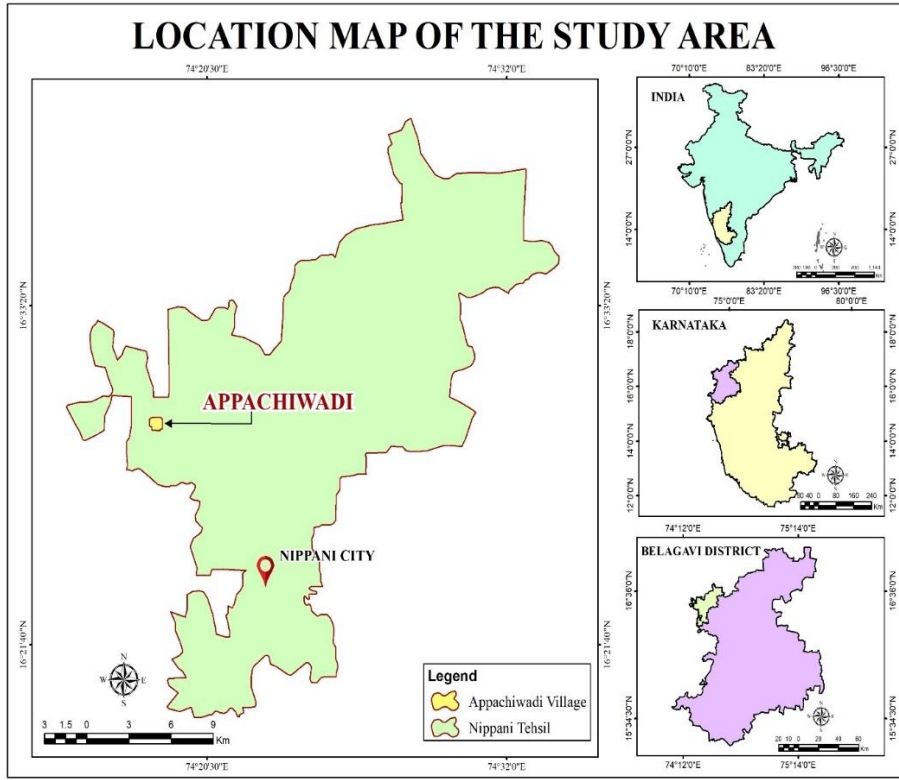 LOCATION MAP OF THE STUDY AREA
74°20'30"E 74°32'0"E
16°33'20"N 16°33'20"N
APPACHIWADI
NIPPANI CITY
16°21'40"N 16°21'40"N
N
W E
S
3 1.5 0 3 6 9
Km
Legend
Appachiwadi Village
Nippani Tehsil
74°20'30"E 74°32'0"E
70°10'0"E 83°20'0"E 96°30'0"E
INDIA
27°0'0"N 27°0'0"N
14°0'0"N 14°0'0"N
70°10'0"E 83°20'0"E 96°30'0"E
75°0'0"E 80°0'0"E
KARNATAKA
18°0'0"N 18°0'0"N
16°0'0"N 16°0'0"N
14°0'0"N 14°0'0"N
12°0'0"N 12°0'0"N
80 40 0 80 160 240
Km
74°12'0"E 75°14'0"E
BELAGAVI DISTRICT
16°36'0"N 16°36'0"N
15°34'30"N 15°34'30"N
20 10 0 20 40 60
Km
74°12'0"E 75°14'0"E